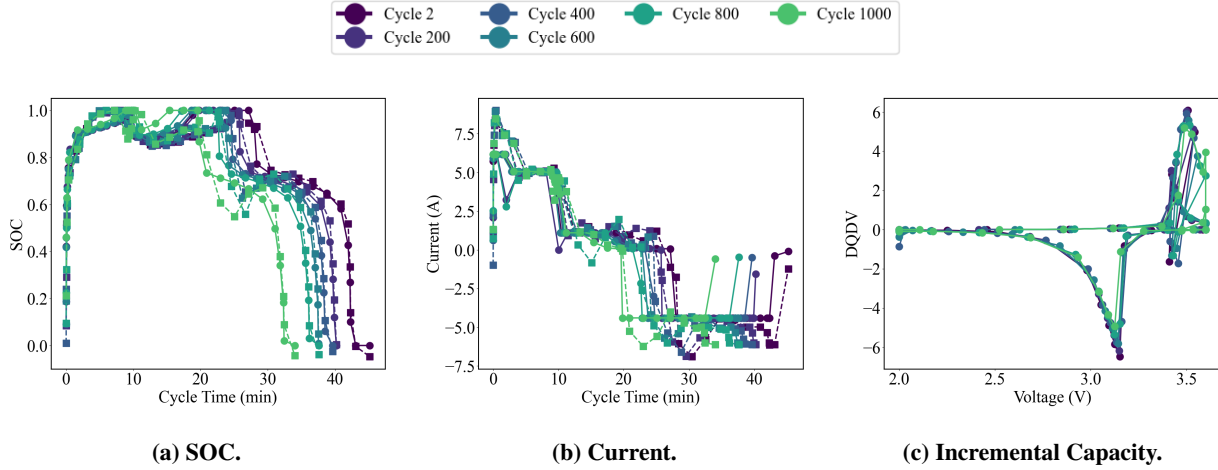 Cycle 2 Cycle 400 Cycle 800 Cycle 1000
Cycle 200 Cycle 600
SOC
1.0
0.8
0.6
0.4
0.2
0.0
0 10 20 30 40
Cycle Time (min)
Current (A)
7.5
5.0
2.5
0.0
−2.5
−5.0
−7.5
0 10 20 30 40
Cycle Time (min)
DQDV
6
4
2
0
−2
−4
−6
2.0 2.5 3.0 3.5
Voltage (V)
(a) SOC.
(b) Current.
(c) Incremental Capacity.